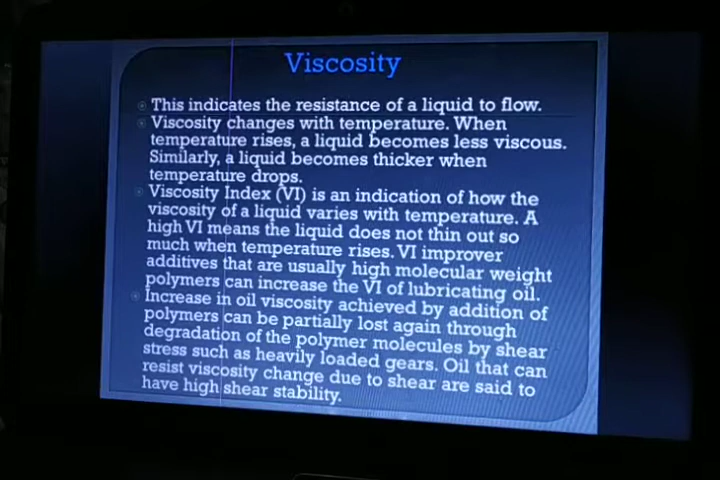 Viscosity
This indicates the resistance of a liquid to flow.
Viscosity changes with temperature. When
temperature rises, a liquid becomes less viscous.
Similarly, a liquid becomes thicker when
temperature drops.
Viscosity Index (VI) is an indication of how the
viscosity of a liquid varies with temperature. A
high VI means the liquid does not thin out so
much when temperature rises. VI improver
additives that are usually high molecular weight
polymers can increase the VI of lubricating oil.
Increase in oil viscosity achieved by addition of
polymers can be partially lost again through
degradation of the polymer molecules by shear
stress such as heavily loaded gears. Oil that can
resist viscosity change due to shear are said to
have high shear stability.